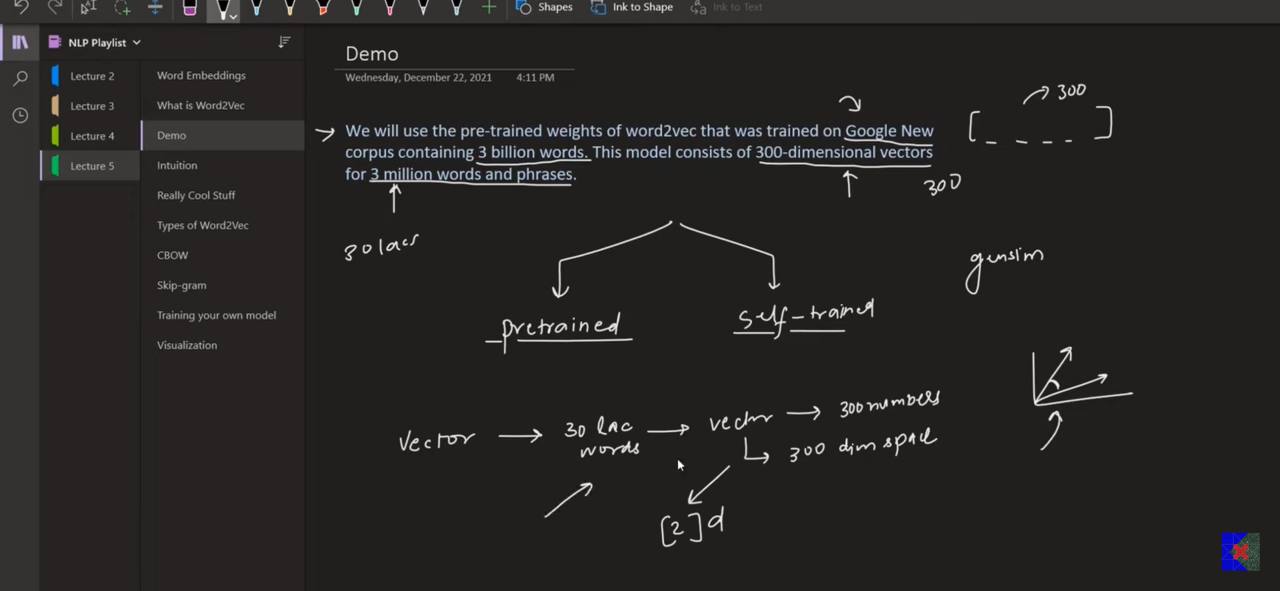 Shapes
Ink to Shape
Ink to Text
NLP Playlist
Lecture 2
Lecture 3
Lecture 4
Lecture 5
Word Embeddings
What is Word2Vec
Demo
Intuition
Really Cool Stuff
Types of Word2Vec
CBOW
Skip-gram
Training your own model
Visualization
Demo
Wednesday, December 22, 2021 4:11 PM
300
We will use the pre-trained weights of word2vec that was trained on Google New
corpus containing 3 billion words. This model consists of 300-dimensional vectors
for 3 million words and phrases.
300
30 lacs
gensim
pretrained
self-trained
vector
30 lac
words
vector
300 numbers
300 dim space
[2]d